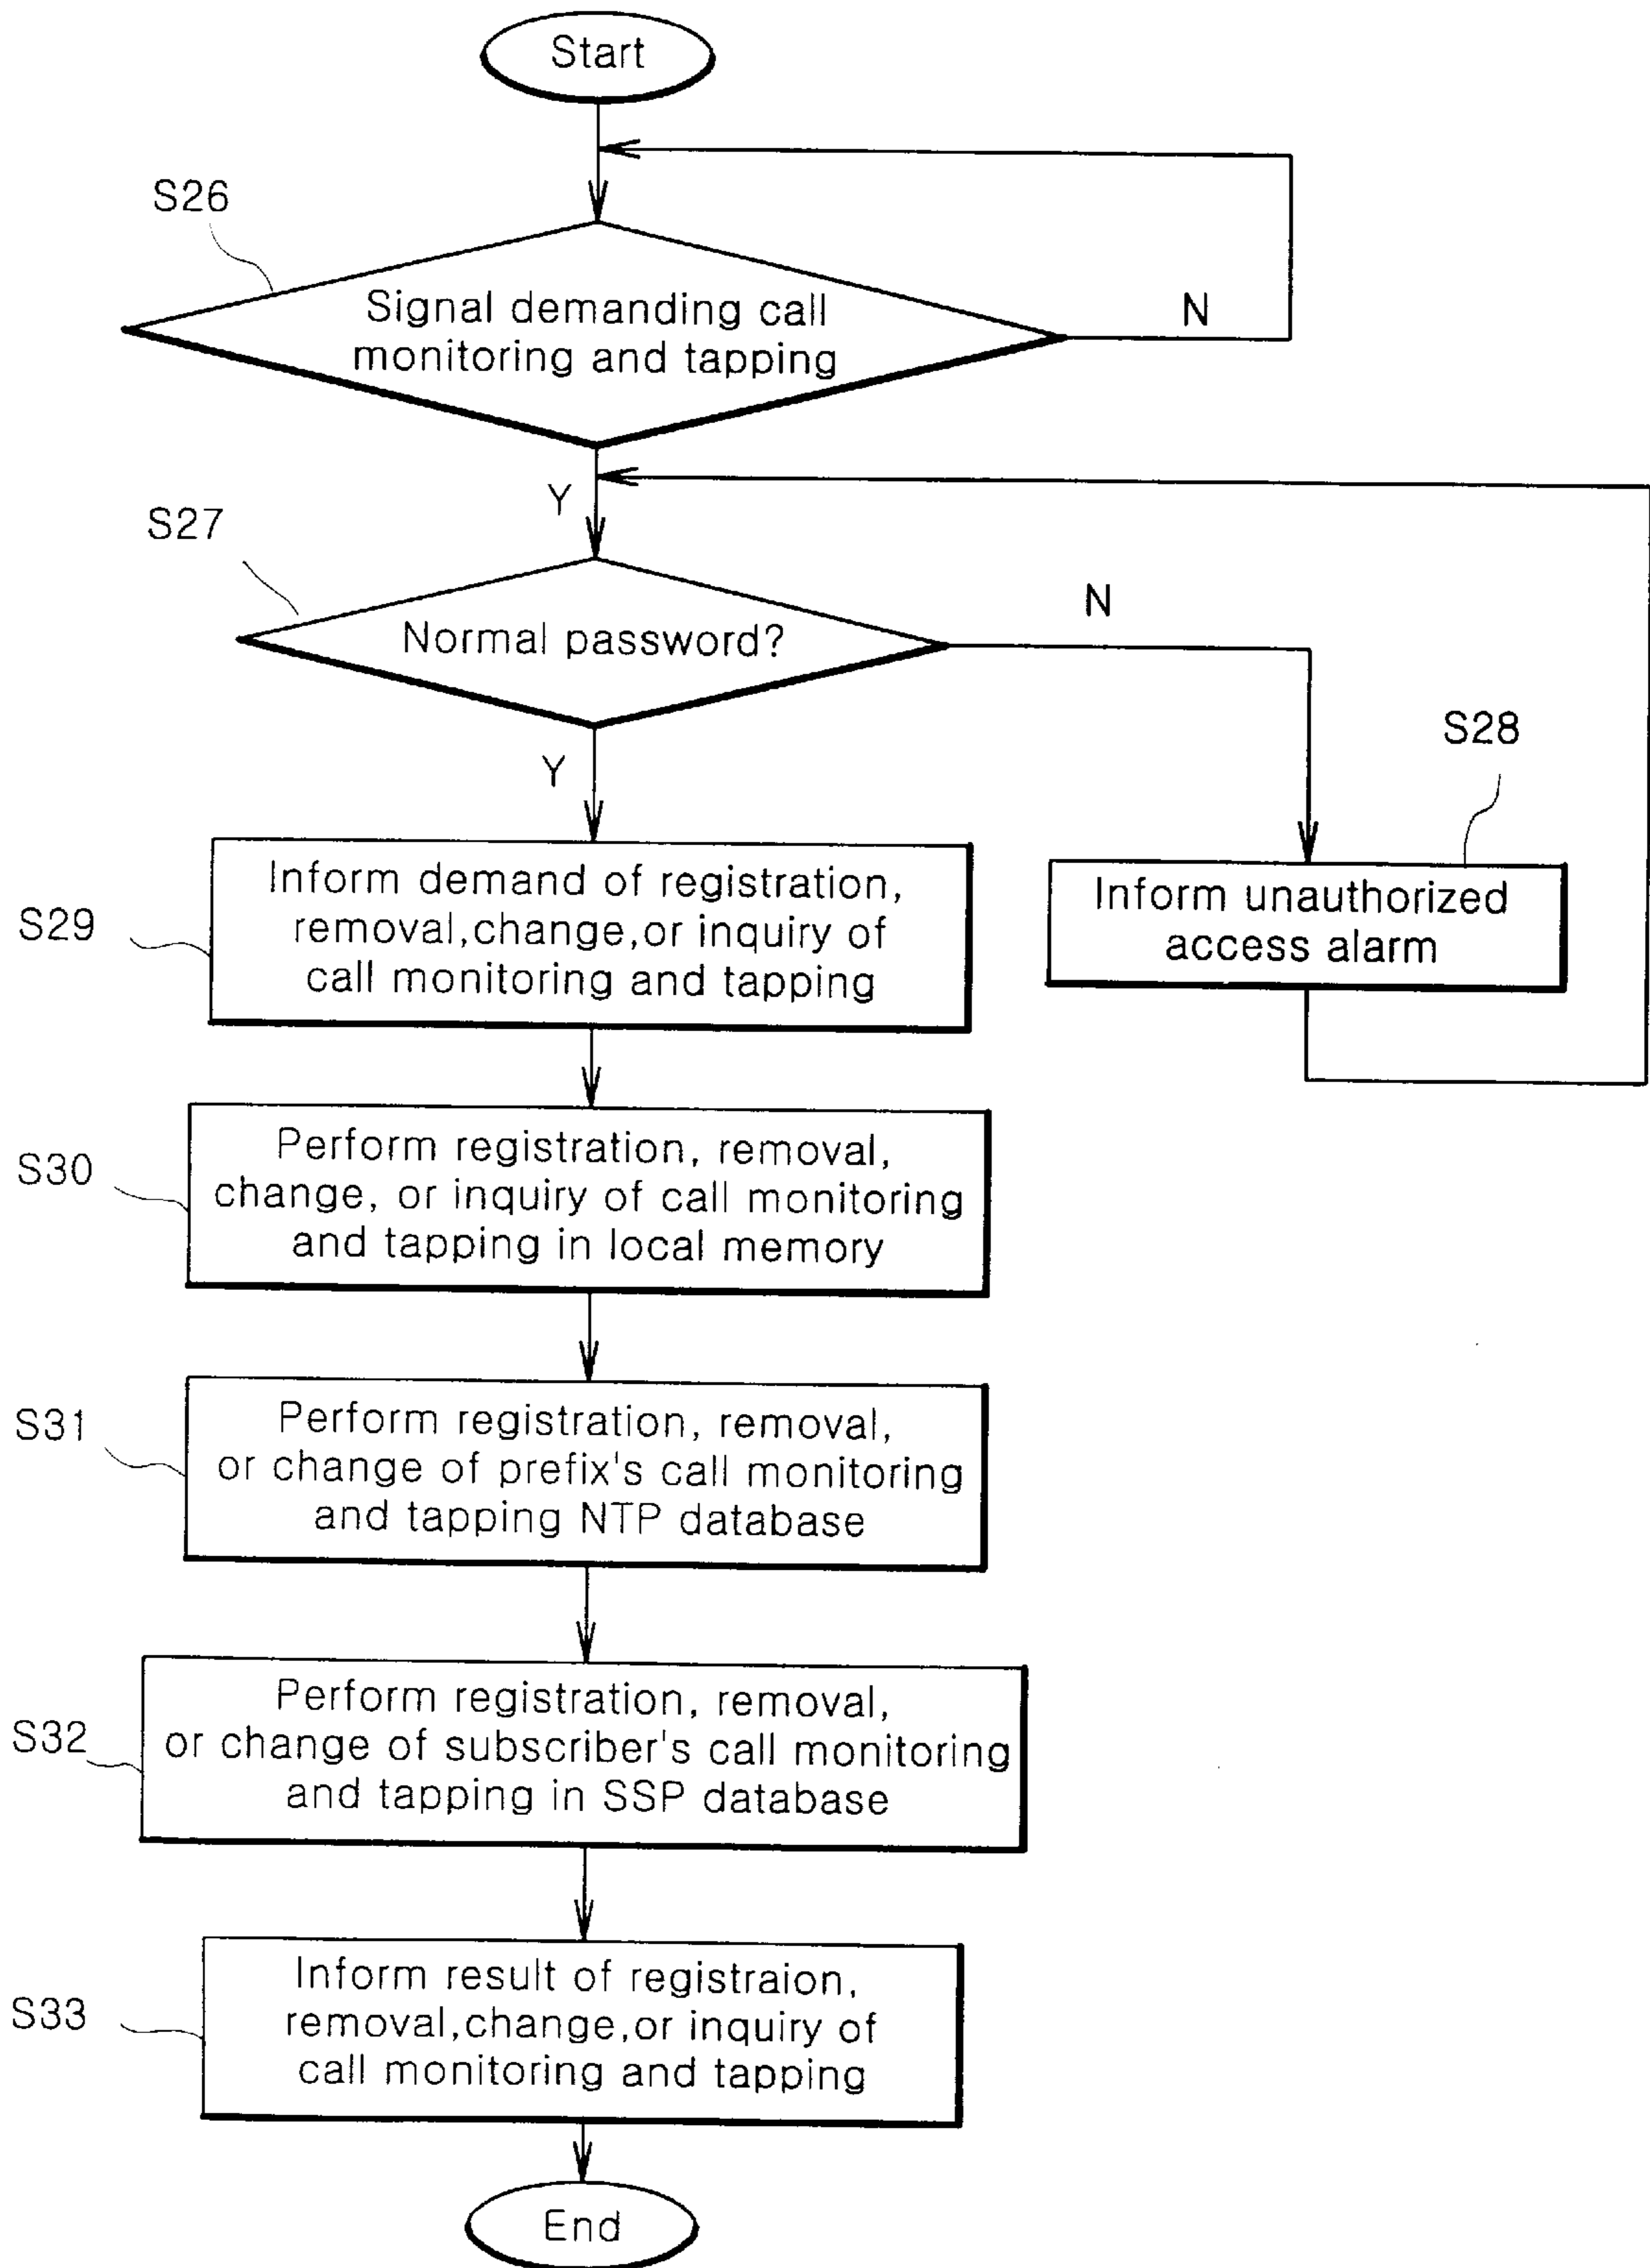 Start
S26
Signal demanding call
monitoring and tapping
N
Y
S27
Normal password?
N
Y
S28
Inform unauthorized
access alarm
S29
Inform demand of registration,
removal,change,or inquiry of
call monitoring and tapping
S30
Perform registration, removal,
change, or inquiry of call monitoring
and tapping in local memory
S31
Perform registration, removal,
or change of prefix's call monitoring
and tapping NTP database
S32
Perform registration, removal,
or change of subscriber's call monitoring
and tapping in SSP database
S33
Inform result of registraion,
removal,change,or inquiry of
call monitoring and tapping
End